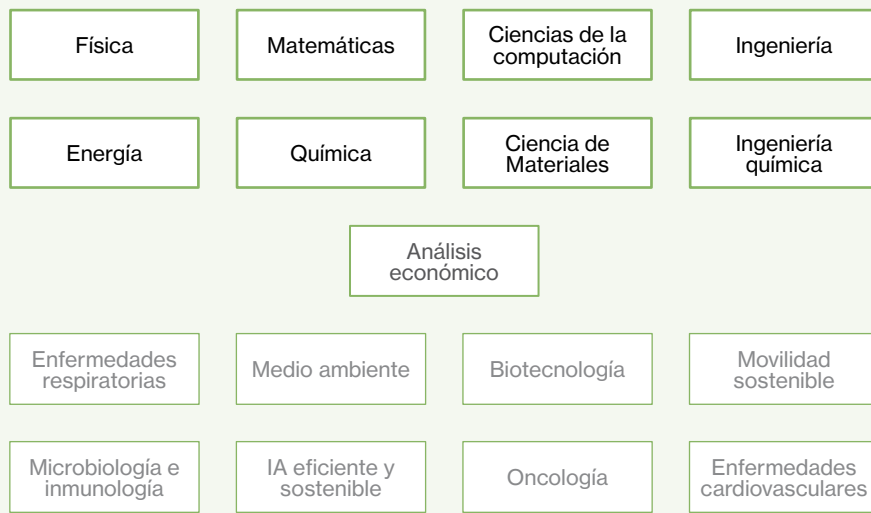 Física
Matemáticas
Ciencias de la
computación
Ingeniería
Energía
Química
Ciencia de
Materiales
Ingeniería
química
Análisis
económico
Enfermedades
respiratorias
Medio ambiente
Biotecnología
Movilidad
sostenible
Microbiología e
inmunología
IA eficiente y
sostenible
Oncología
Enfermedades
cardiovasculares